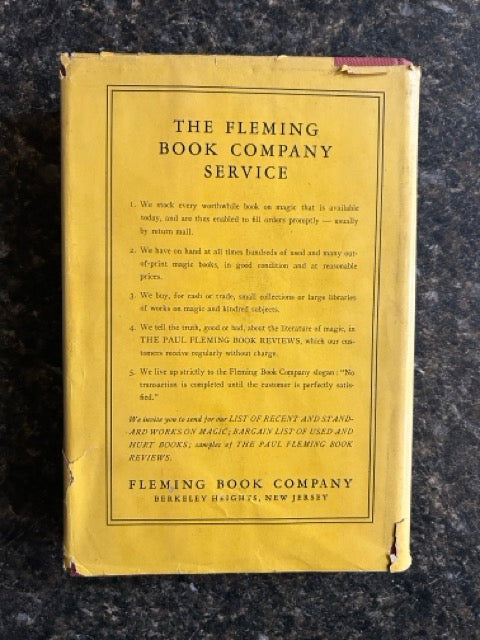 THE FLEMING
BOOK COMPANY
SERVICE
1. We stock every worthwhile book on magic that is available
today, and are thus enabled to fill orders promptly — usually
by return mail.
2. We have on hand at all times hundreds of used and many out-
of-print magic books, in good condition and at reasonable
prices.
3. We buy, for cash or trade, small collections or large libraries
of works on magic and kindred subjects.
4. We tell the truth, good or bad, about the literature of magic, in
THE PAUL FLEMING BOOK REVIEWS, which our cus-
tomers receive regularly without charge.
5. We live up strictly to the Fleming Book Company slogan: "No
transaction is completed until the customer is perfectly satis-
fied."
We invite you to send for our LIST OF RECENT AND STAND-
ARD WORKS ON MAGIC; BARGAIN LIST OF USED AND
HURT BOOKS; samples of THE PAUL FLEMING BOOK
REVIEWS.
FLEMING BOOK COMPANY
BERKELEY HEIGHTS, NEW JERSEY